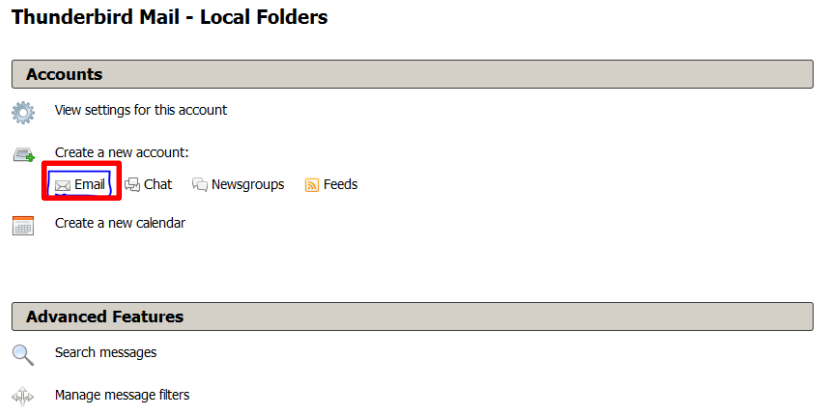 Thunderbird Mail - Local Folders
Accounts
View settings for this account
Create a new account:
Email Chat Newsgroups Feeds
Create a new calendar
Advanced Features
Search messages
Manage message filters